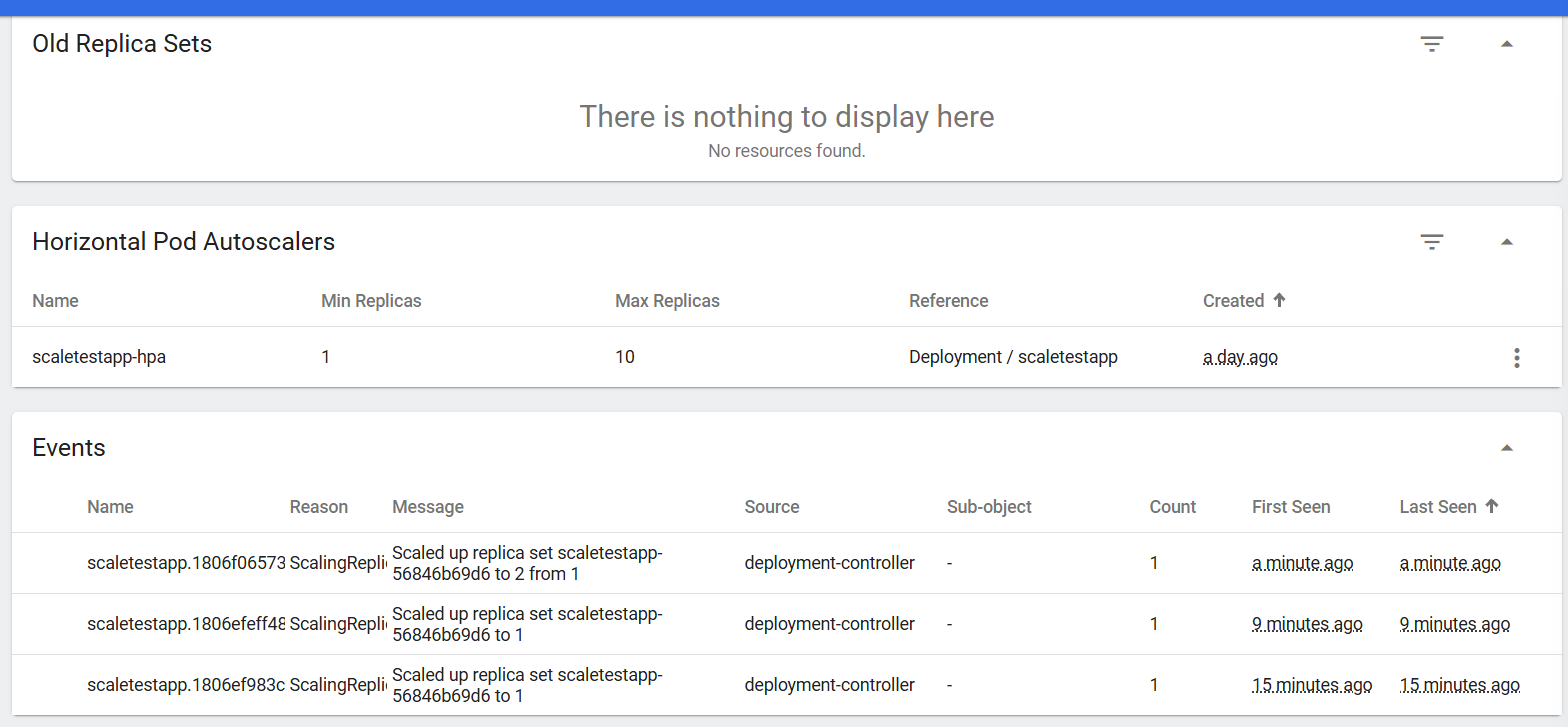 Old Replica Sets
There is nothing to display here
No resources found.
Horizontal Pod Autoscalers
Name Min Replicas Max Replicas Reference Created
scaletestapp-hpa 1 10 Deployment / scaletestapp a day ago
Events
Name Reason Message Source Sub-object Count First Seen Last Seen
scaletestapp.1806f06573 ScalingRepli Scaled up replica set scaletestapp-56846b69d6 to 2 from 1 deployment-controller - 1 a minute ago a minute ago
scaletestapp.1806efeff48 ScalingRepli Scaled up replica set scaletestapp-56846b69d6 to 1 deployment-controller - 1 9 minutes ago 9 minutes ago
scaletestapp.1806ef983c ScalingRepli Scaled up replica set scaletestapp-56846b69d6 to 1 deployment-controller - 1 15 minutes ago 15 minutes ago